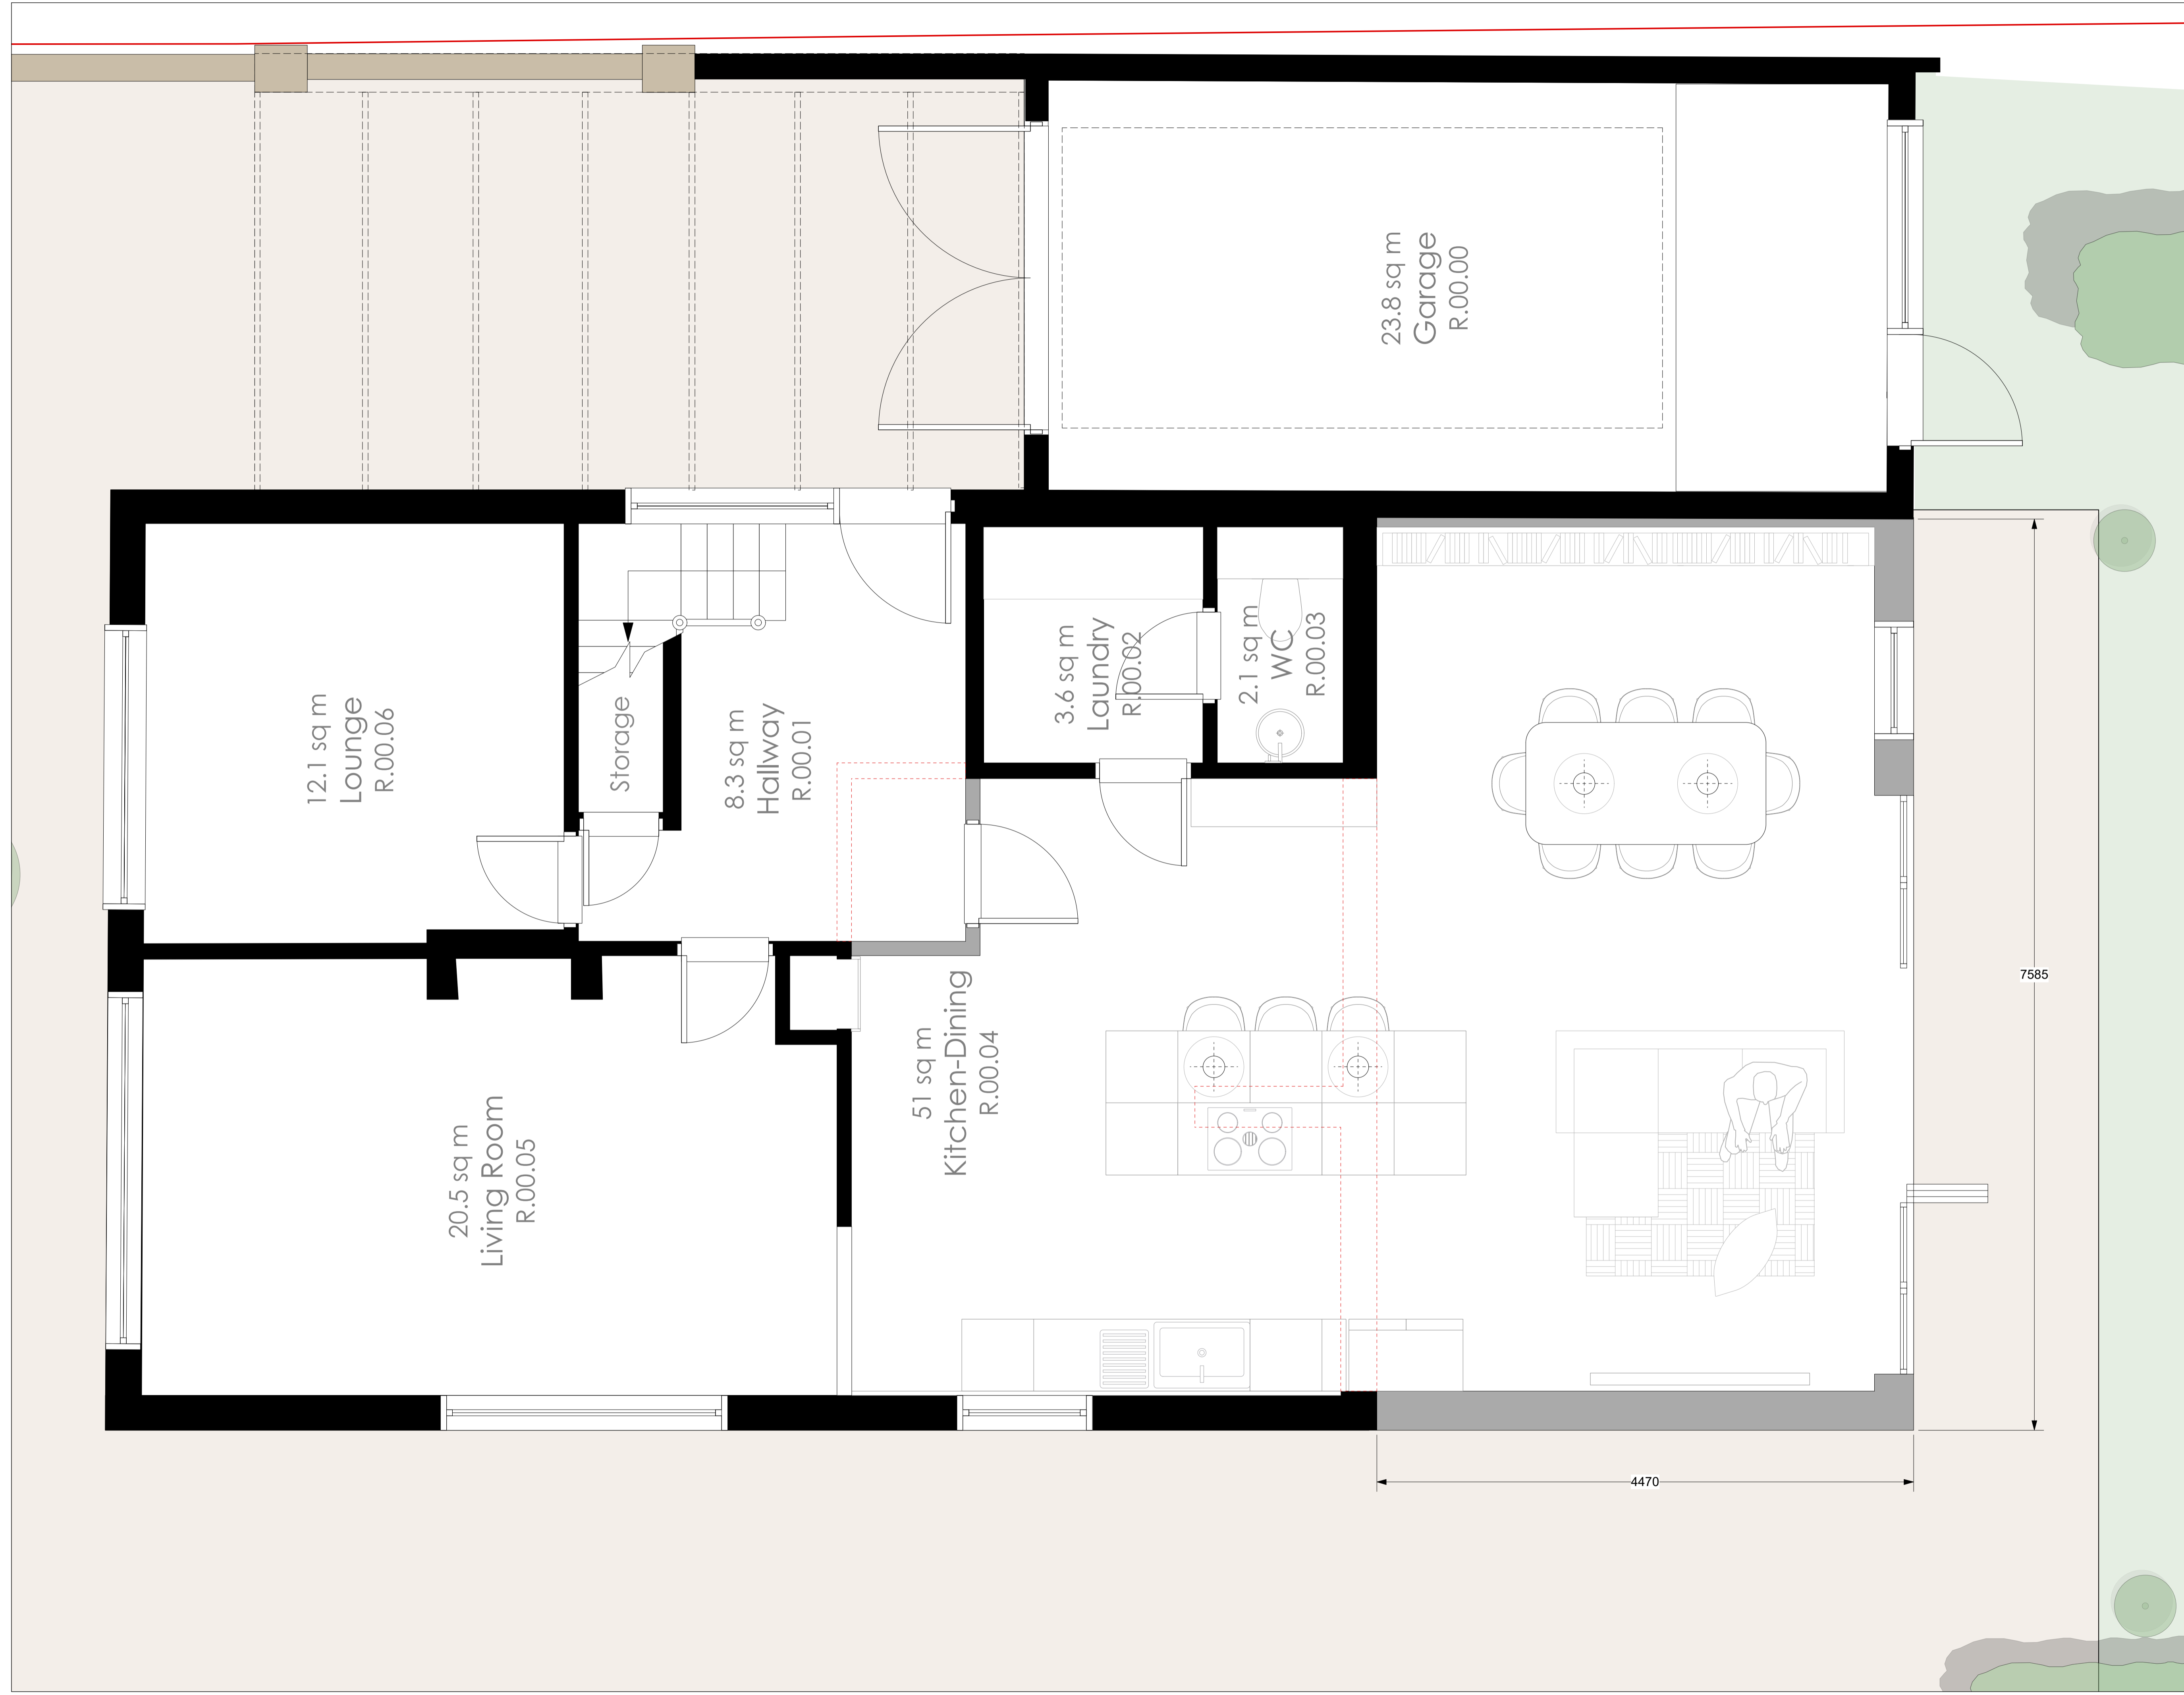 23.8 sq m
Garage
R.00.00
12.1 sq m
Lounge
R.00.06
Storage
8.3 sq m
Hallway
R.00.01
3.6 sq m
Laundry
R.00.02
2.1 sq m
WC
R.00.03
20.5 sq m
Living Room
R.00.05
51 sq m
Kitchen-Dining
R.00.04
7585
4470